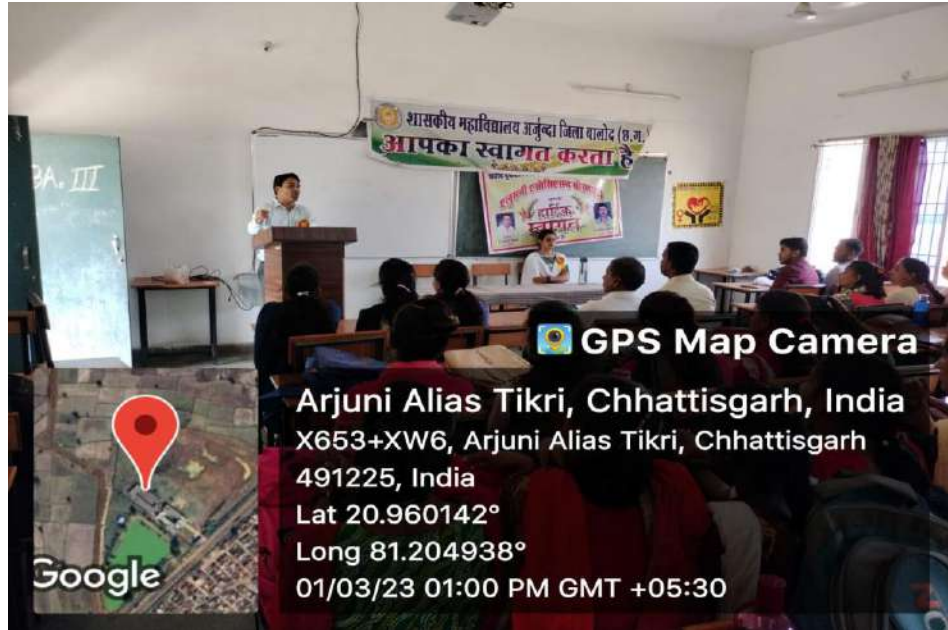 शासकीय महाविद्यालय अर्जुन्दा जिला बालोद (छ.ग.)
आपका स्वागत करता है
BA. III
हार्दिक
स्वागत
GPS Map Camera
Arjuni Alias Tikri, Chhattisgarh, India
X653+XW6, Arjuni Alias Tikri, Chhattisgarh
491225, India
Lat 20.960142°
Long 81.204938°
01/03/23 01:00 PM GMT +05:30
Google